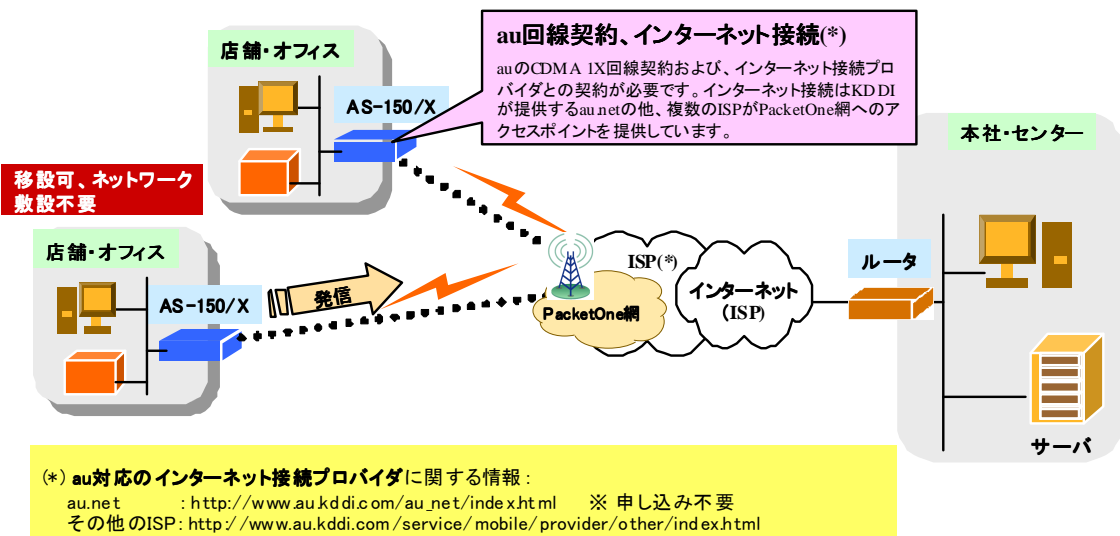 店舗・オフィス
AS-150/X
au回線契約、インターネット接続(*)
auのCDMA 1X回線契約および、インターネット接続プロ
バイダとの契約が必要です。インターネット接続はKDDI
が提供するau.netの他、複数のISPがPacketOne網へのア
クセスポイントを提供しています。
本社・センター
移設可、ネットワーク
敷設不要
店舗・オフィス
AS-150/X
発信
ISP(*)
PacketOne網
インターネット
(ISP)
ルータ
サーバ
(*) au対応のインターネット接続プロバイダに関する情報:
au.net :http://www.au.kddi.com/au_net/index.html ※ 申し込み不要
その他のISP:http://www.au.kddi.com/service/mobile/provider/other/index.html